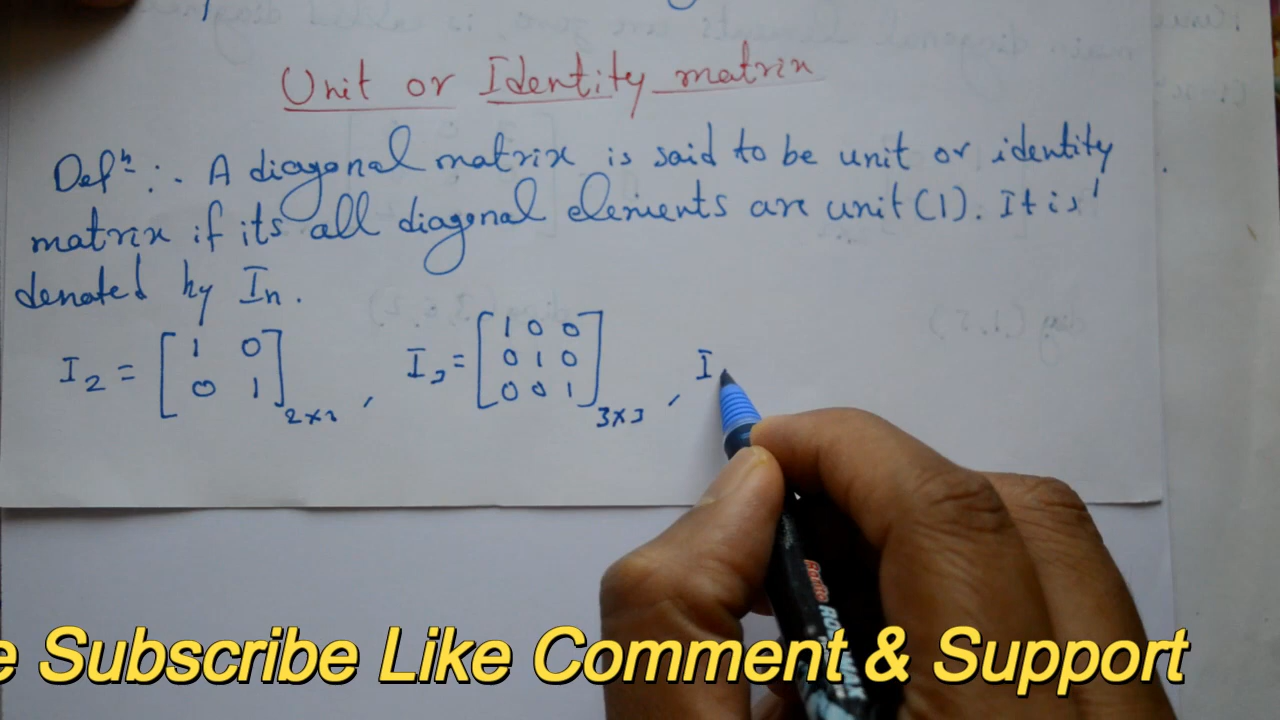 Unit or Identity matrix
Defⁿ :- A diagonal matrix is said to be unit or identity
matrix if its all diagonal elements are unit (1). It is
denoted by In.
I2 = [1 0
0 1]2×2 , I3 = [1 0 0
0 1 0
0 0 1]3×3 , I
Subscribe Like Comment & Support